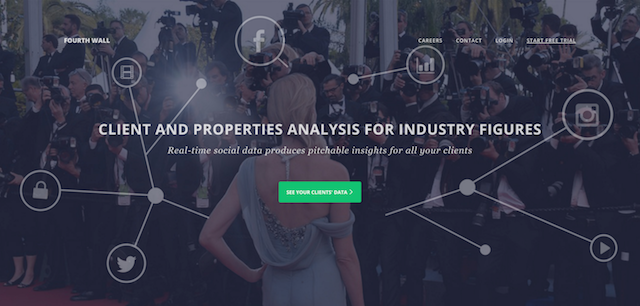 FOURTH WALL
CAREERS CONTACT LOGIN START FREE TRIAL
CLIENT AND PROPERTIES ANALYSIS FOR INDUSTRY FIGURES
Real-time social data produces pitchable insights for all your clients
SEE YOUR CLIENTS' DATA